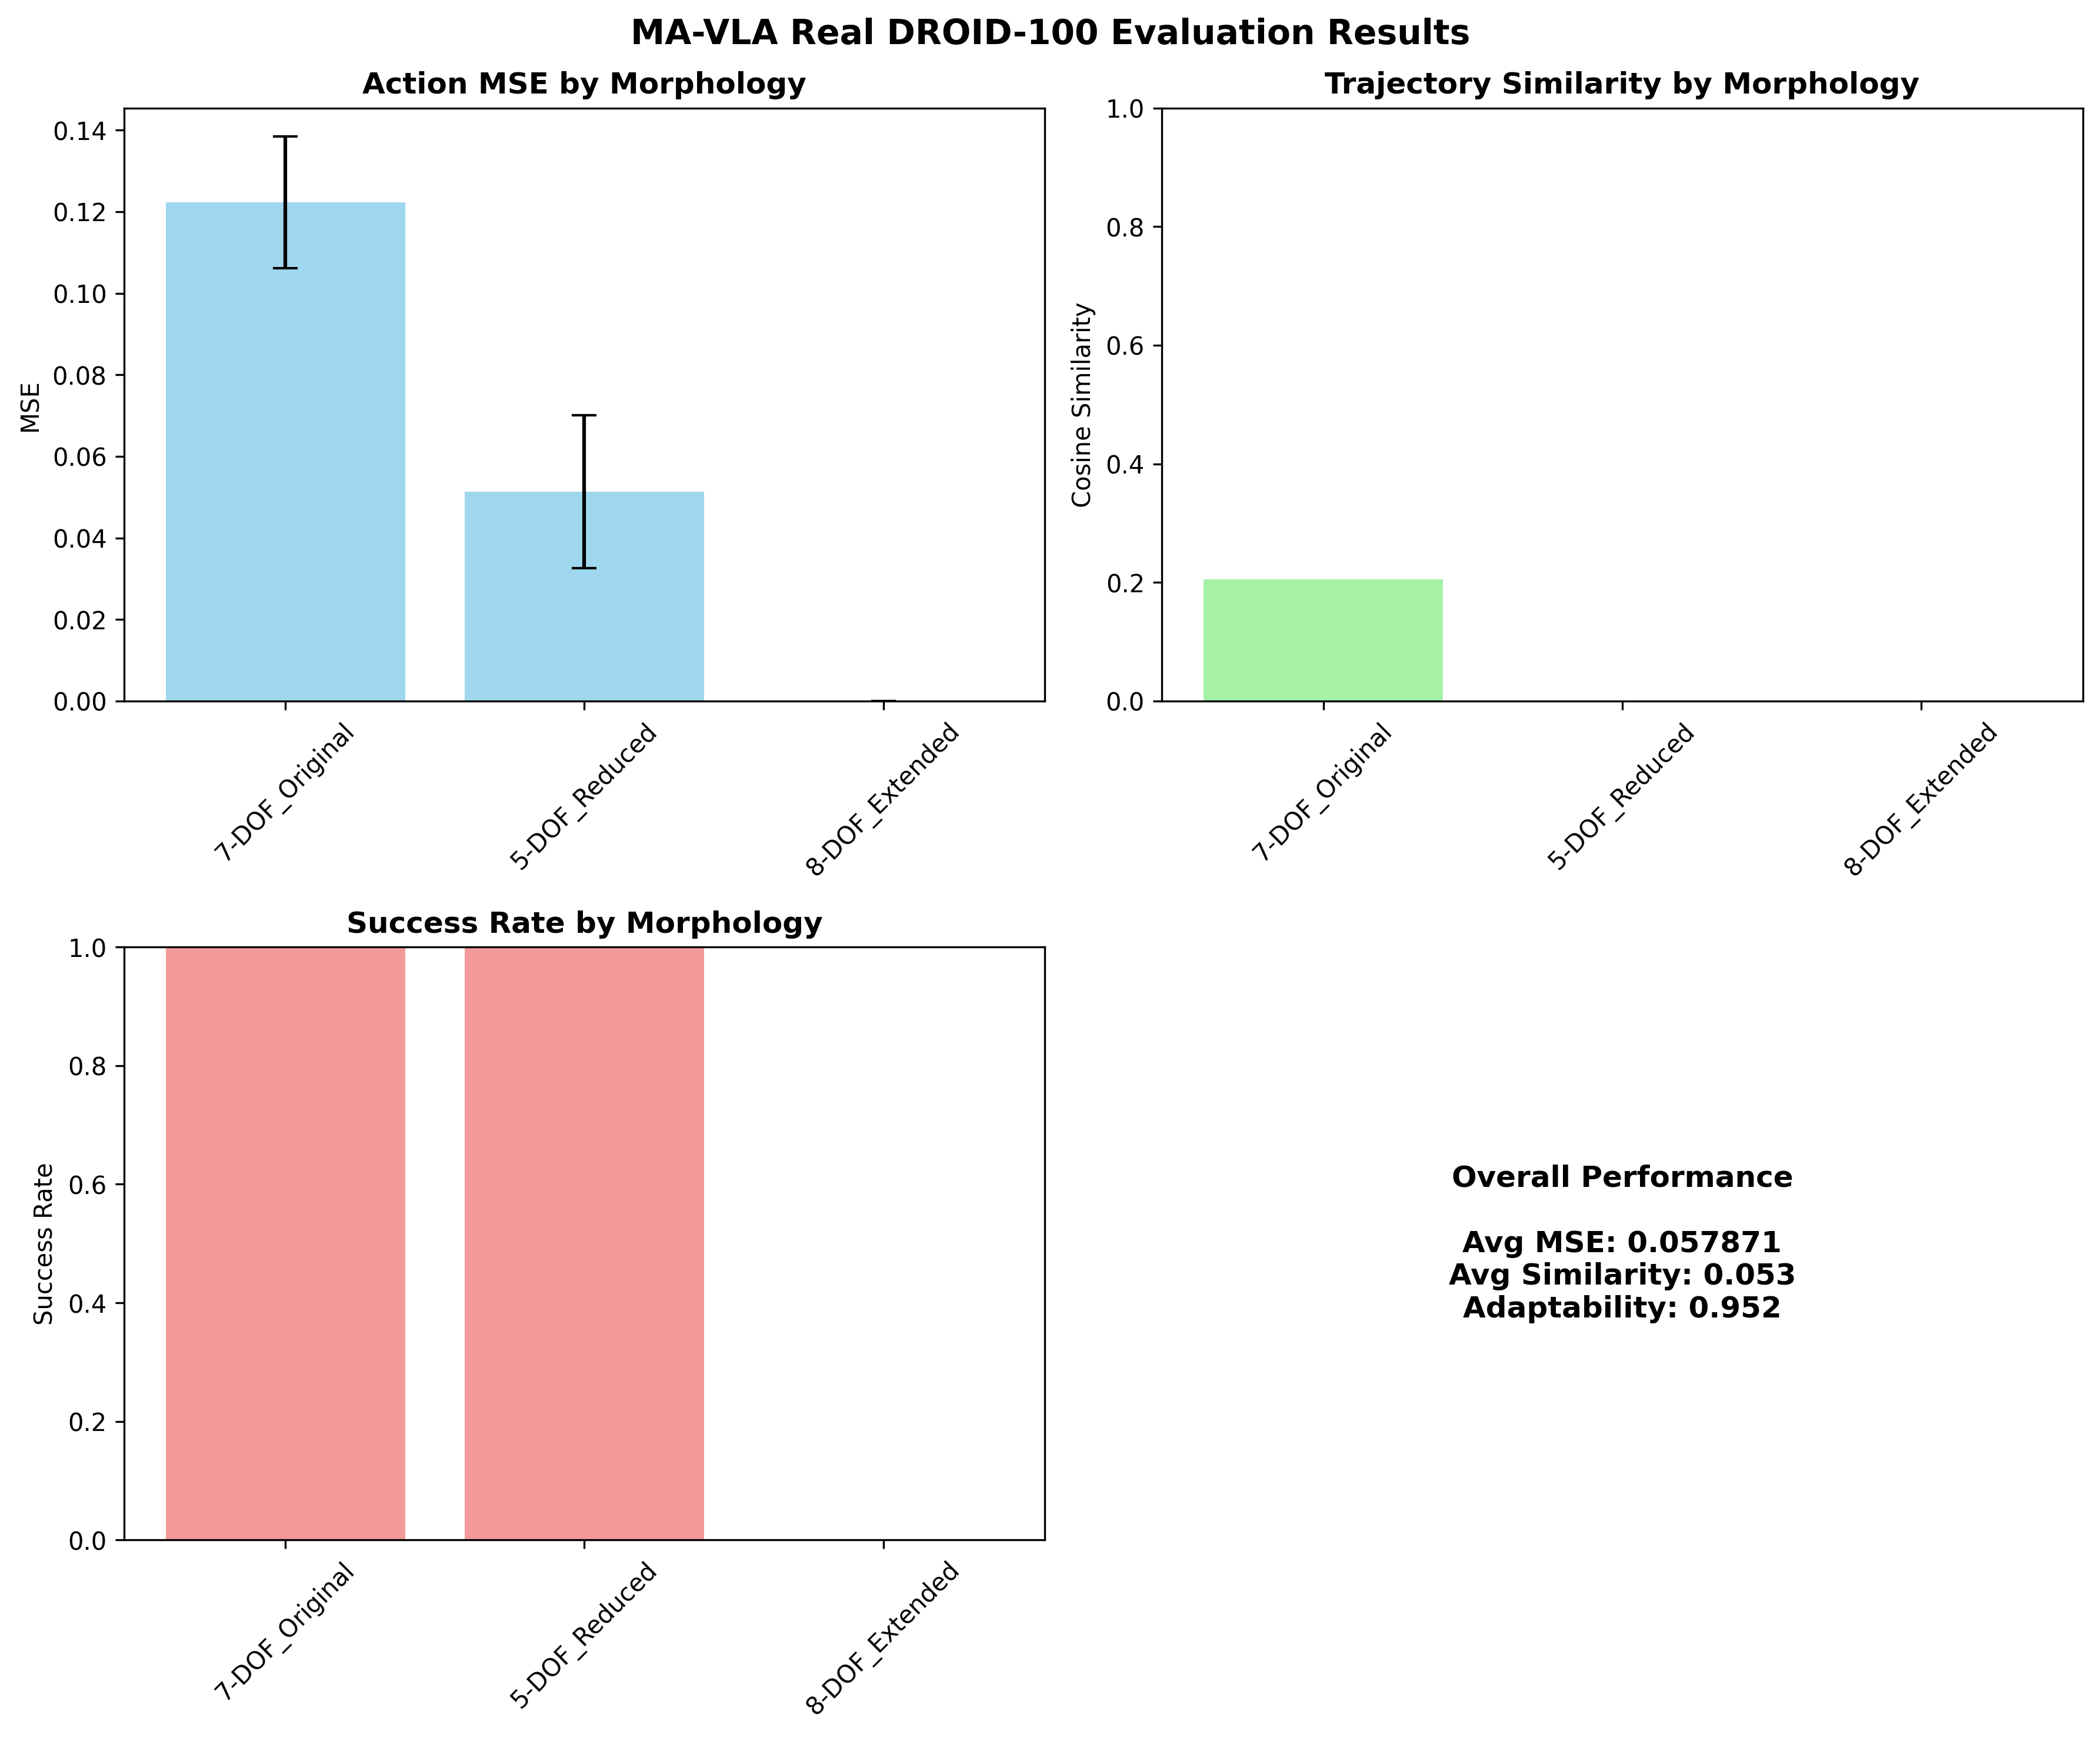 MA-VLA Real DROID-100 Evaluation Results
Action MSE by Morphology
MSE
0.14
0.12
0.10
0.08
0.06
0.04
0.02
0.00
7-DOF_Original
5-DOF_Reduced
8-DOF_Extended
Trajectory Similarity by Morphology
Cosine Similarity
1.0
0.8
0.6
0.4
0.2
0.0
7-DOF_Original
5-DOF_Reduced
8-DOF_Extended
Success Rate by Morphology
Success Rate
1.0
0.8
0.6
0.4
0.2
0.0
7-DOF_Original
5-DOF_Reduced
8-DOF_Extended
Overall Performance
Avg MSE: 0.057871
Avg Similarity: 0.053
Adaptability: 0.952